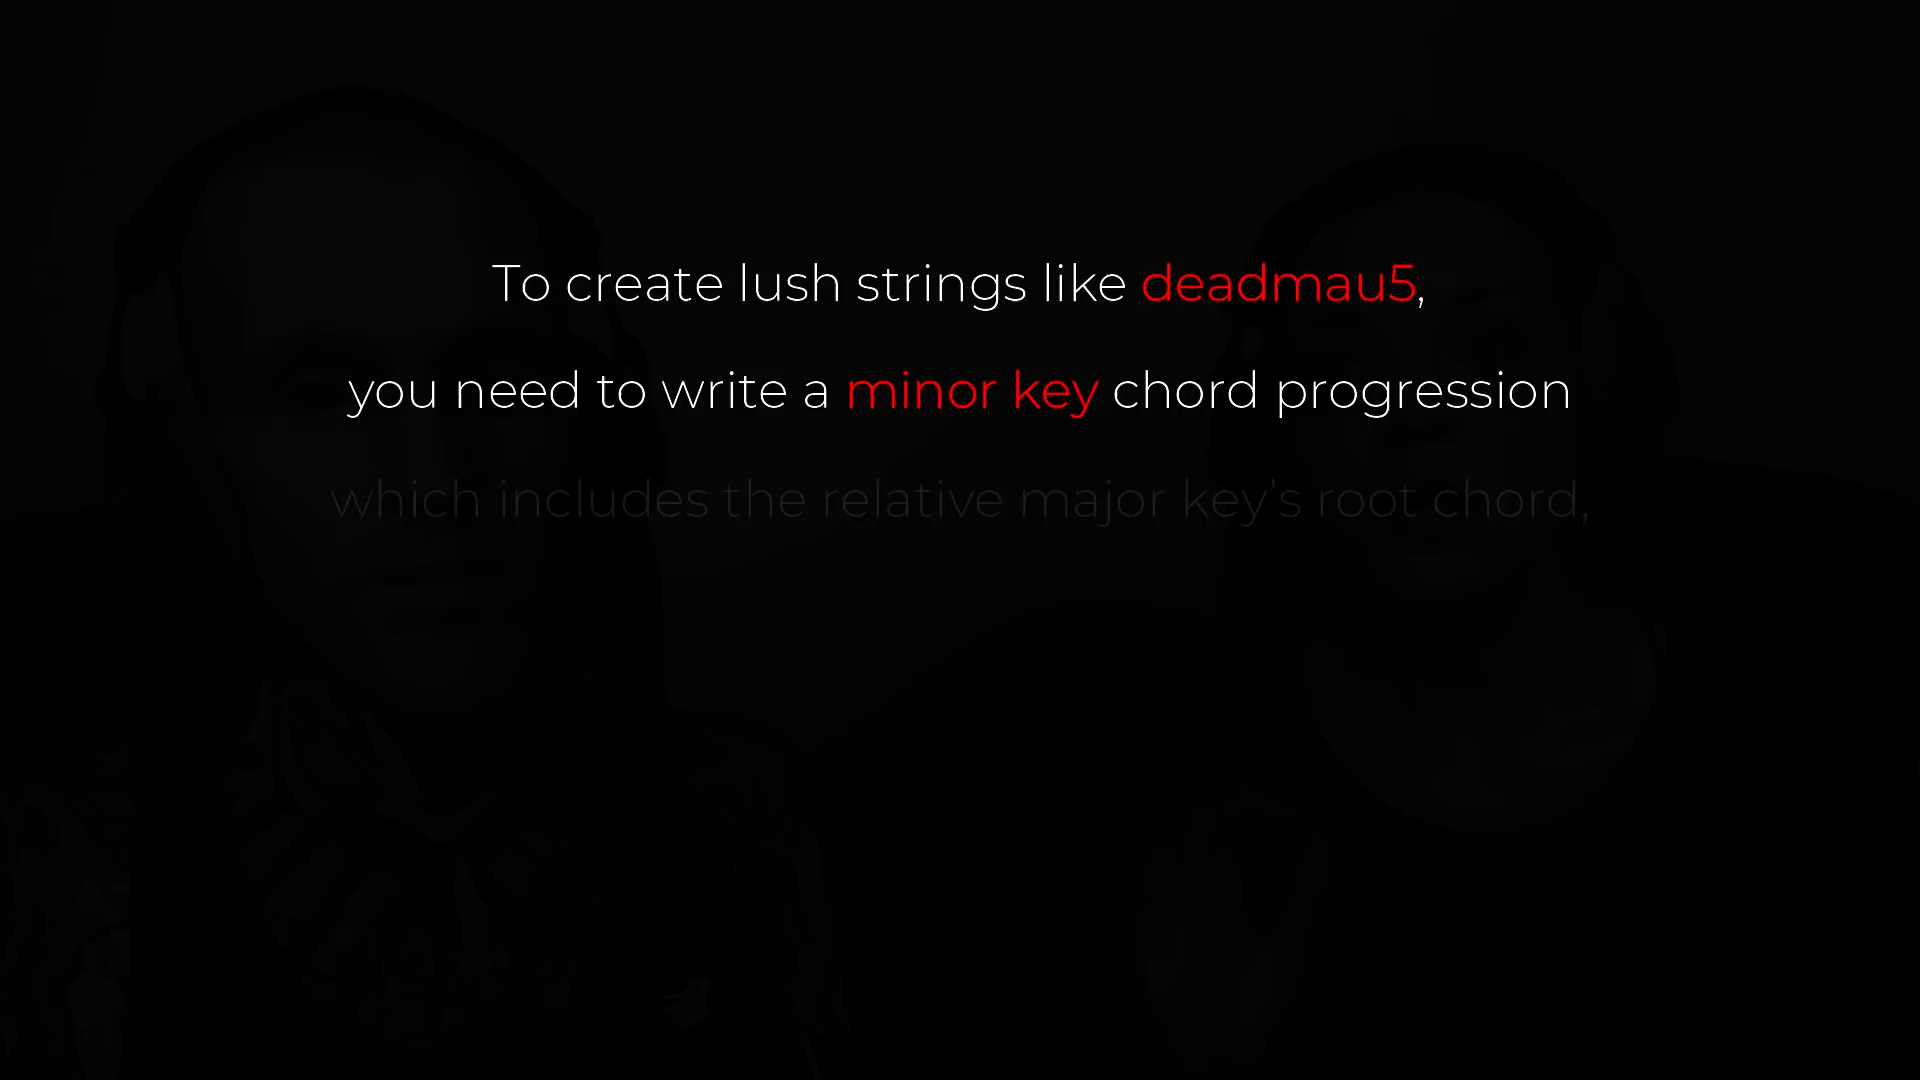 To create lush strings like deadmau5,
you need to write a minor key chord progression
which includes the relative major key’s root chord,